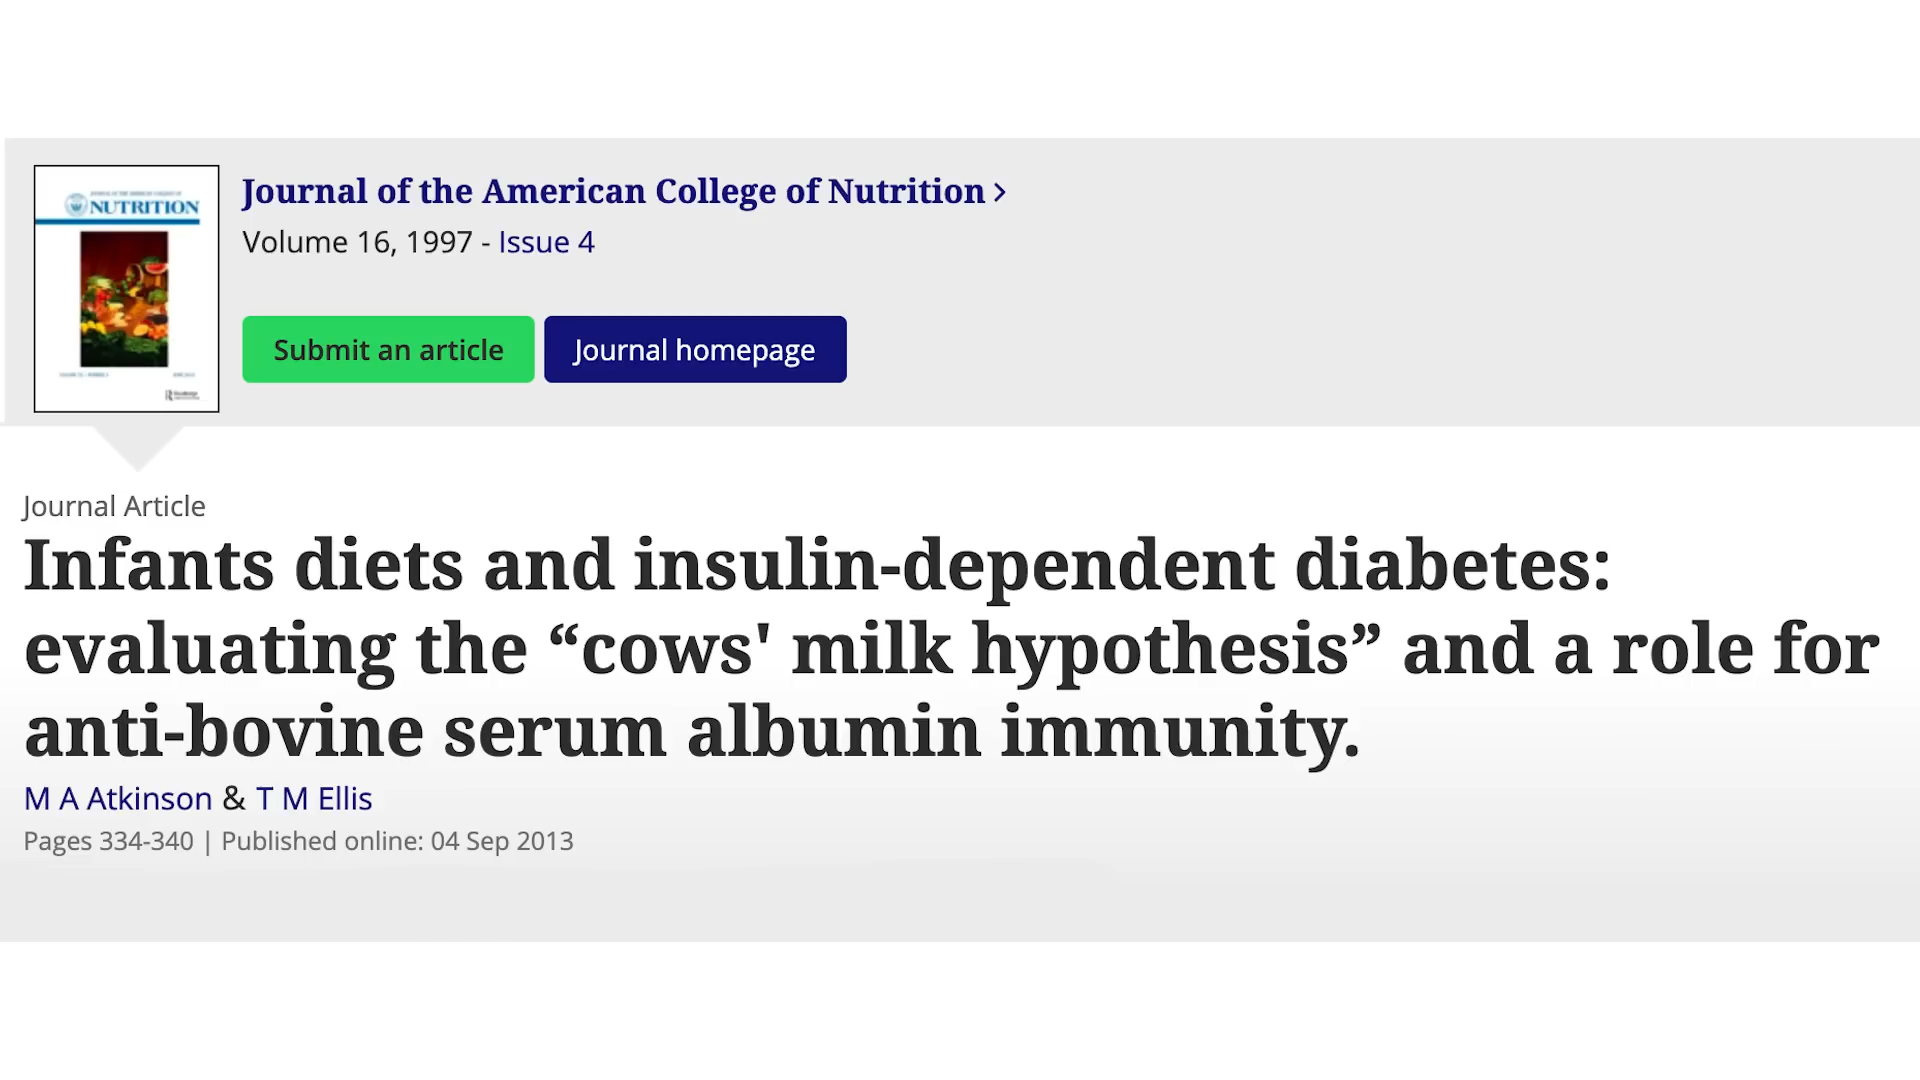 NUTRITION
Journal of the American College of Nutrition >
Volume 16, 1997 - Issue 4
Submit an article
Journal homepage
Journal Article
Infants diets and insulin-dependent diabetes:
evaluating the “cows' milk hypothesis” and a role for
anti-bovine serum albumin immunity.
M A Atkinson & T M Ellis
Pages 334-340 | Published online: 04 Sep 2013